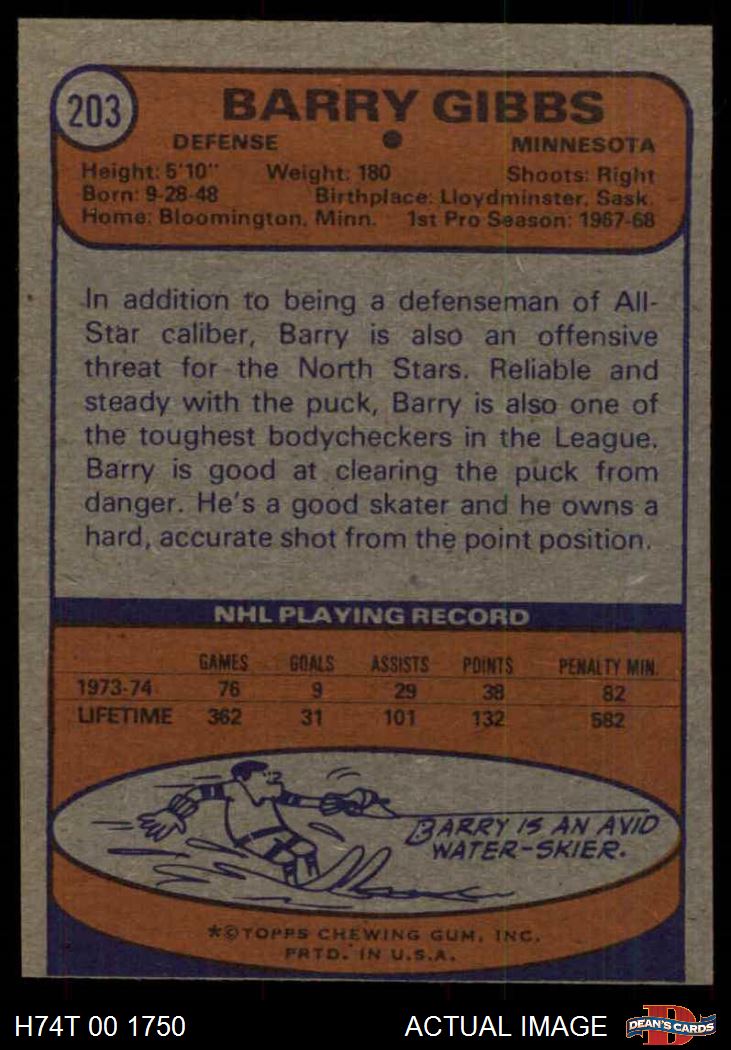 203
BARRY GIBBS
DEFENSE ● MINNESOTA
Height: 5'10" Weight: 180 Shoots: Right
Born: 9-28-48 Birthplace: Lloydminster, Sask.
Home: Bloomington, Minn. 1st Pro Season: 1967-68
In addition to being a defenseman of All-
Star caliber, Barry is also an offensive
threat for the North Stars. Reliable and
steady with the puck, Barry is also one of
the toughest bodycheckers in the League.
Barry is good at clearing the puck from
danger. He's a good skater and he owns a
hard, accurate shot from the point position.
NHL PLAYING RECORD
GAMES GOALS ASSISTS POINTS PENALTY MIN.
1973-74 76 9 29 38 82
LIFETIME 362 31 101 132 582
BARRY IS AN AVID
WATER-SKIER.
*©TOPPS CHEWING GUM, INC.
PRTD. IN U.S.A.
H74T 00 1750 ACTUAL IMAGE D DEAN'S CARDS